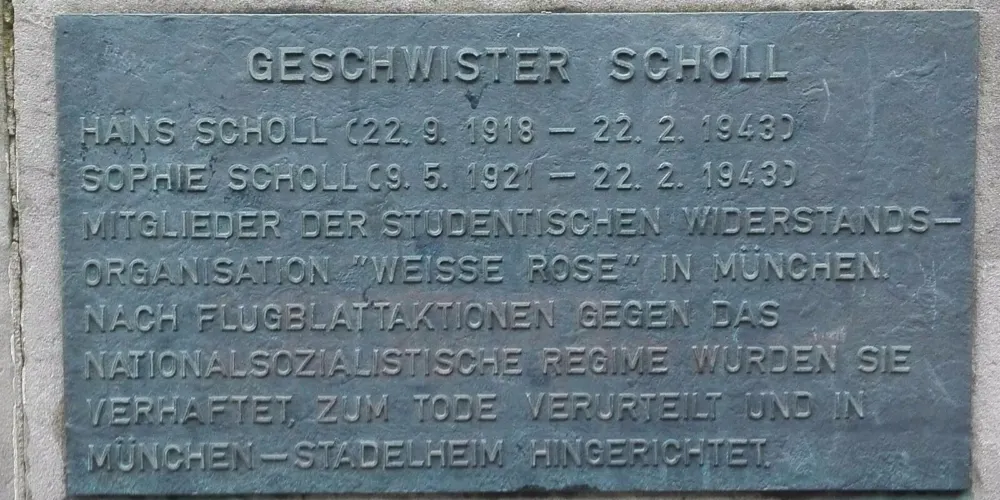 GESCHWISTER SCHOLL
HANS SCHOLL (22. 9. 1918 — 22. 2. 1943)
SOPHIE SCHOLL (9. 5. 1921 — 22. 2. 1943)
MITGLIEDER DER STUDENTISCHEN WIDERSTANDS—
ORGANISATION "WEISSE ROSE" IN MÜNCHEN.
NACH FLUGBLATTAKTIONEN GEGEN DAS
NATIONALSOZIALISTISCHE REGIME WURDEN SIE
VERHAFTET, ZUM TODE VERURTEILT UND IN
MÜNCHEN—STADELHEIM HINGERICHTET.